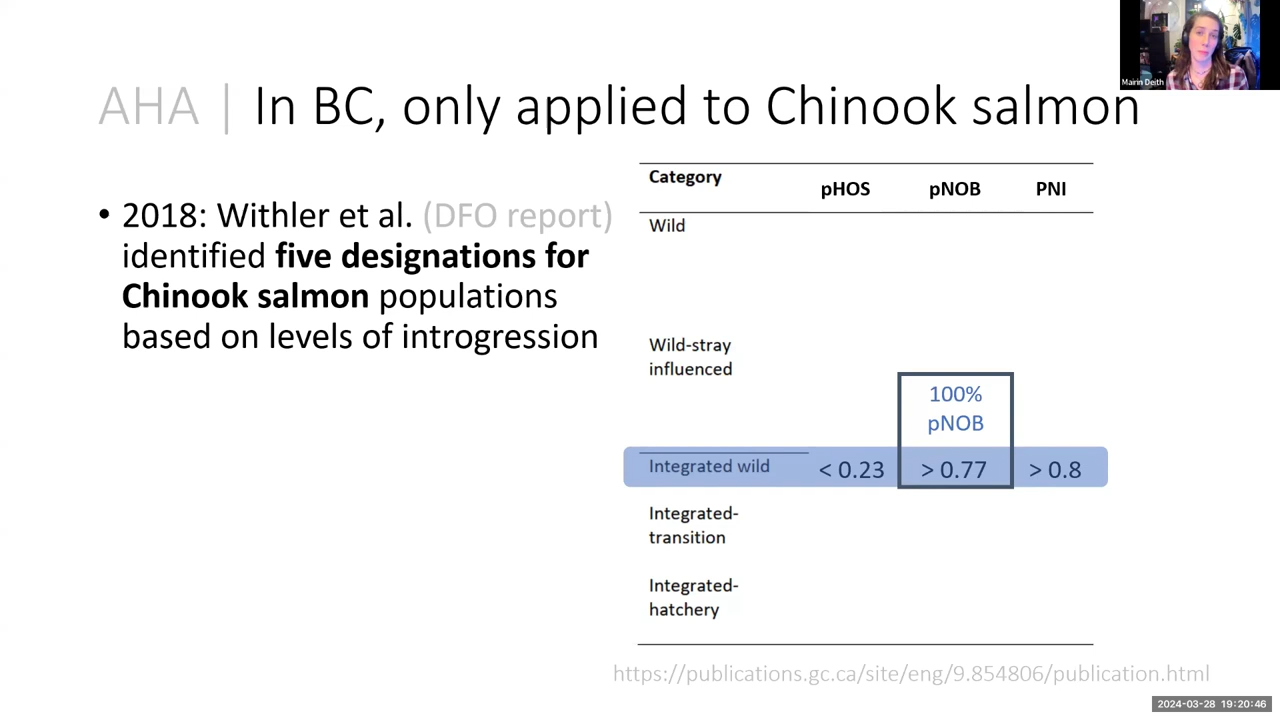 Mairin Deith
AHA | In BC, only applied to Chinook salmon
• 2018: Withler et al. (DFO report)
identified five designations for
Chinook salmon populations
based on levels of introgression
Category pHOS pNOB PNI
Wild
Wild-stray
influenced
100%
pNOB
Integrated wild < 0.23 > 0.77 > 0.8
Integrated-
transition
Integrated-
hatchery
https://publications.gc.ca/site/eng/9.854806/publication.html
2024-03-28 19:20:46